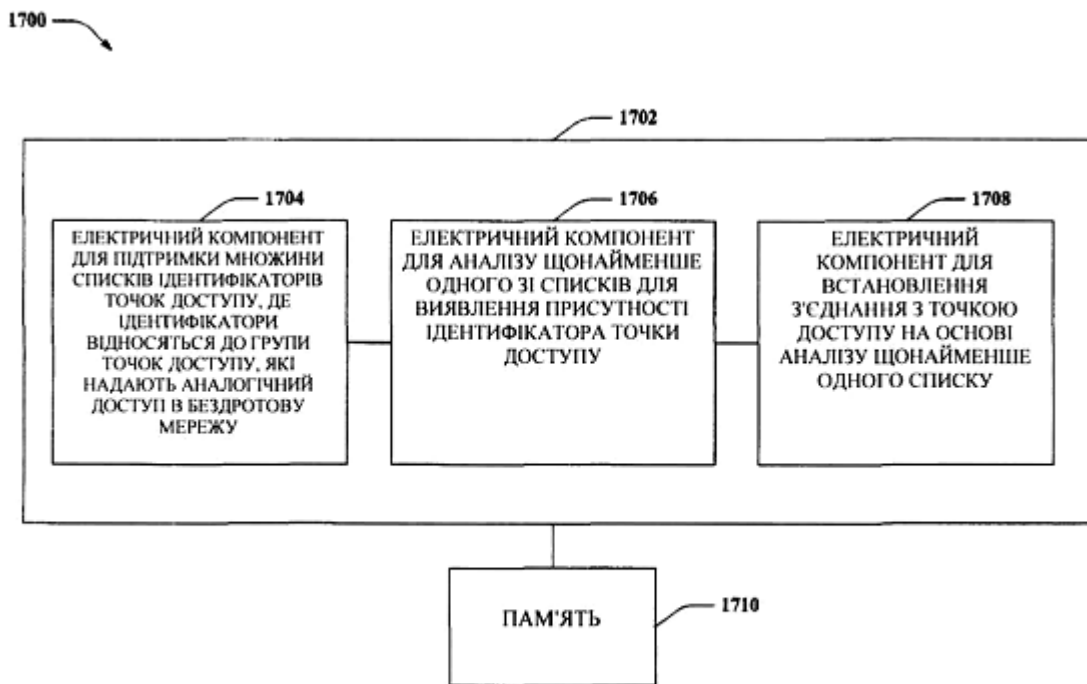 1700
1702
1704
1706
1708
ЕЛЕКТРИЧНИЙ КОМПОНЕНТ
ДЛЯ ПІДТРИМКИ МНОЖИНИ
СПИСКІВ ІДЕНТИФІКАТОРІВ
ТОЧОК ДОСТУПУ, ДЕ
ІДЕНТИФІКАТОРИ
ВІДНОСЯТЬСЯ ДО ГРУПИ
ТОЧОК ДОСТУПУ, ЯКІ
НАДАЮТЬ АНАЛОГІЧНИЙ
ДОСТУП В БЕЗДРОТОВУ
МЕРЕЖУ
ЕЛЕКТРИЧНИЙ КОМПОНЕНТ
ДЛЯ АНАЛІЗУ ЩОНАЙМЕНШЕ
ОДНОГО ЗІ СПИСКІВ ДЛЯ
ВИЯВЛЕННЯ ПРИСУТНОСТІ
ІДЕНТИФІКАТОРА ТОЧКИ
ДОСТУПУ
ЕЛЕКТРИЧНИЙ
КОМПОНЕНТ ДЛЯ
ВСТАНОВЛЕННЯ
З'ЄДНАННЯ З ТОЧКОЮ
ДОСТУПУ НА ОСНОВІ
АНАЛІЗУ ЩОНАЙМЕНШЕ
ОДНОГО СПИСКУ
ПАМ'ЯТЬ
1710